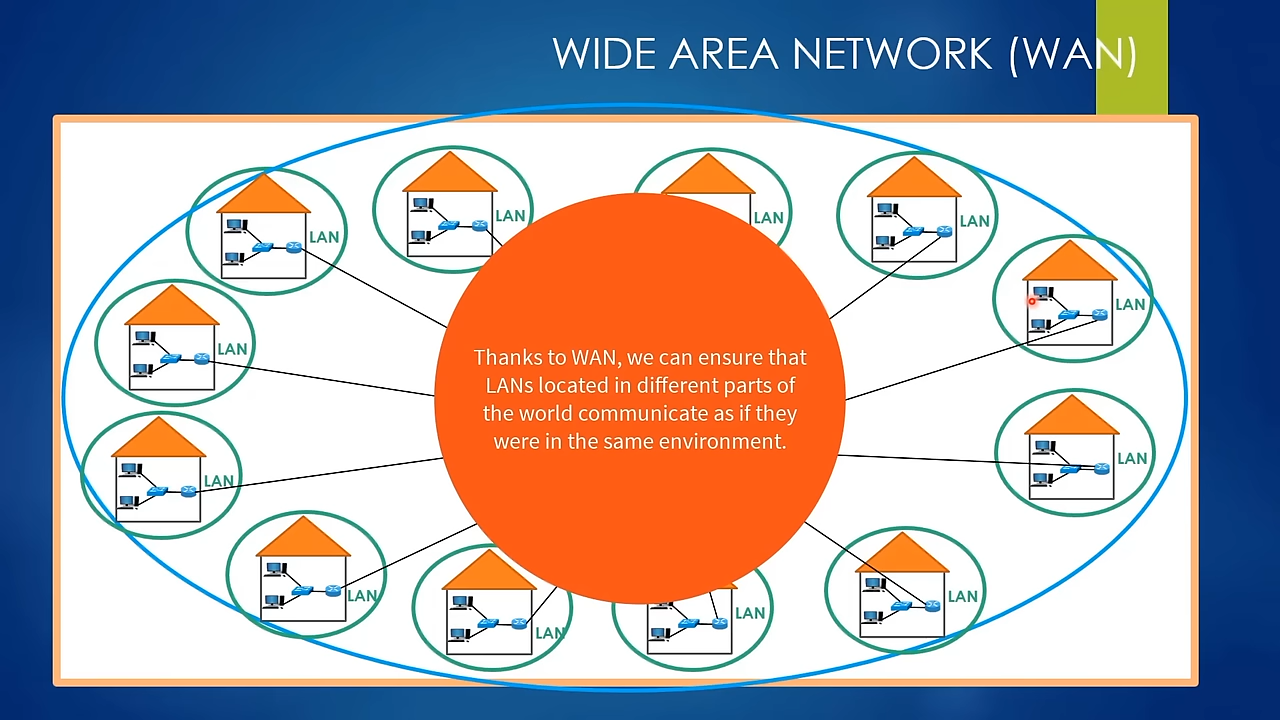 WIDE AREA NETWORK (WAN)
LAN
LAN
LAN
LAN
LAN
LAN
Thanks to WAN, we can ensure that
LANs located in different parts of
the world communicate as if they
were in the same environment.
LAN
LAN
LAN
LAN
LAN
LAN